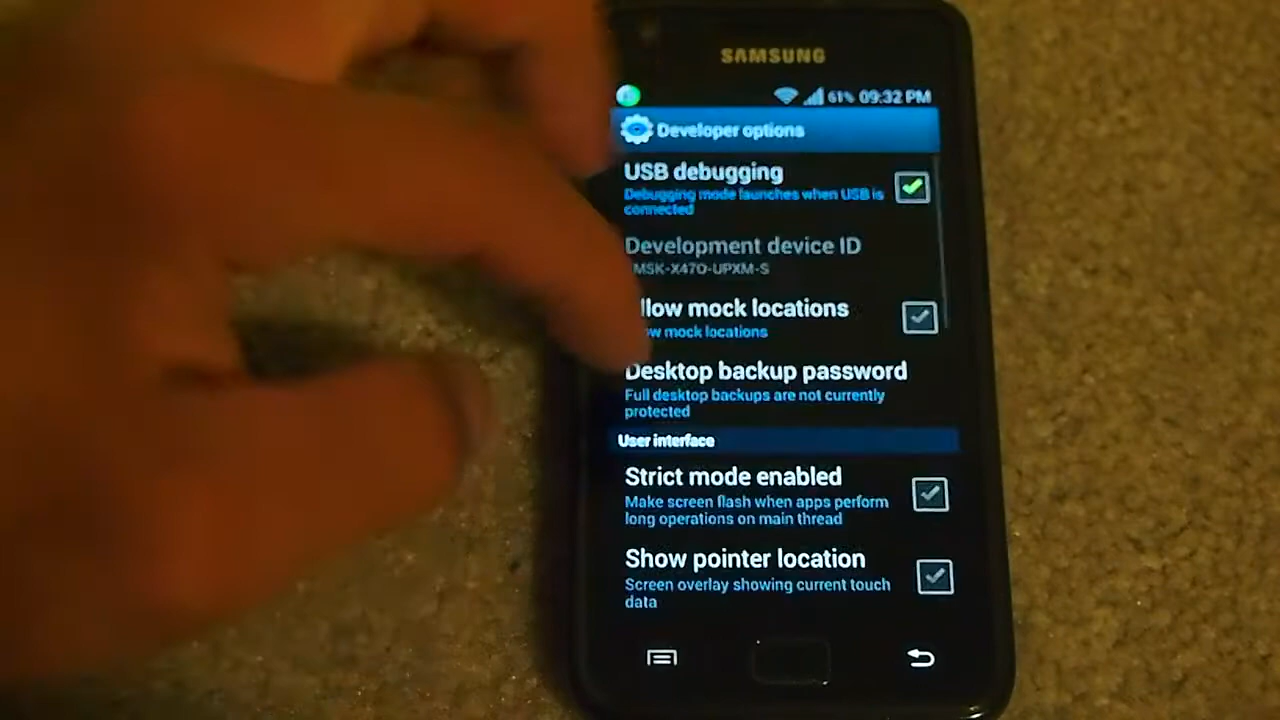 SAMSUNG
61% 09:32 PM
Developer options
USB debugging
Debugging mode launches when USB is
connected
Development device ID
MSK-X47O-UPXM-S
llow mock locations
ow mock locations
Desktop backup password
Full desktop backups are not currently
protected
User interface
Strict mode enabled
Make screen flash when apps perform
long operations on main thread
Show pointer location
Screen overlay showing current touch
data